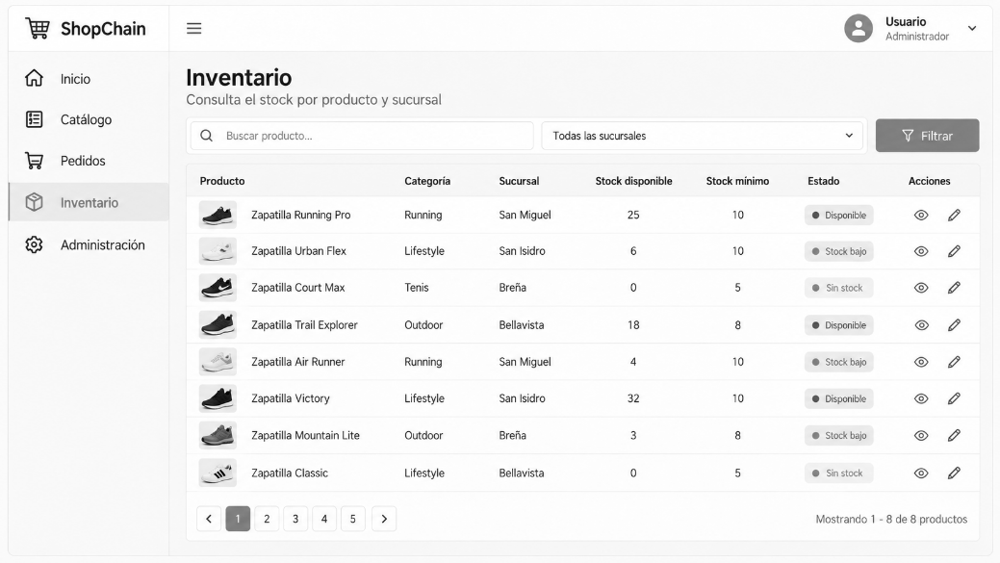 ShopChain
Usuario
Administrador
Inicio
Catálogo
Pedidos
Inventario
Administración
Inventario
Consulta el stock por producto y sucursal
Buscar producto...
Todas las sucursales
Filtrar
Producto Categoría Sucursal Stock disponible Stock mínimo Estado Acciones
Zapatilla Running Pro Running San Miguel 25 10 Disponible
Zapatilla Urban Flex Lifestyle San Isidro 6 10 Stock bajo
Zapatilla Court Max Tenis Breña 0 5 Sin stock
Zapatilla Trail Explorer Outdoor Bellavista 18 8 Disponible
Zapatilla Air Runner Running San Miguel 4 10 Stock bajo
Zapatilla Victory Lifestyle San Isidro 32 10 Disponible
Zapatilla Mountain Lite Outdoor Breña 3 8 Stock bajo
Zapatilla Classic Lifestyle Bellavista 0 5 Sin stock
1 2 3 4 5
Mostrando 1 - 8 de 8 productos